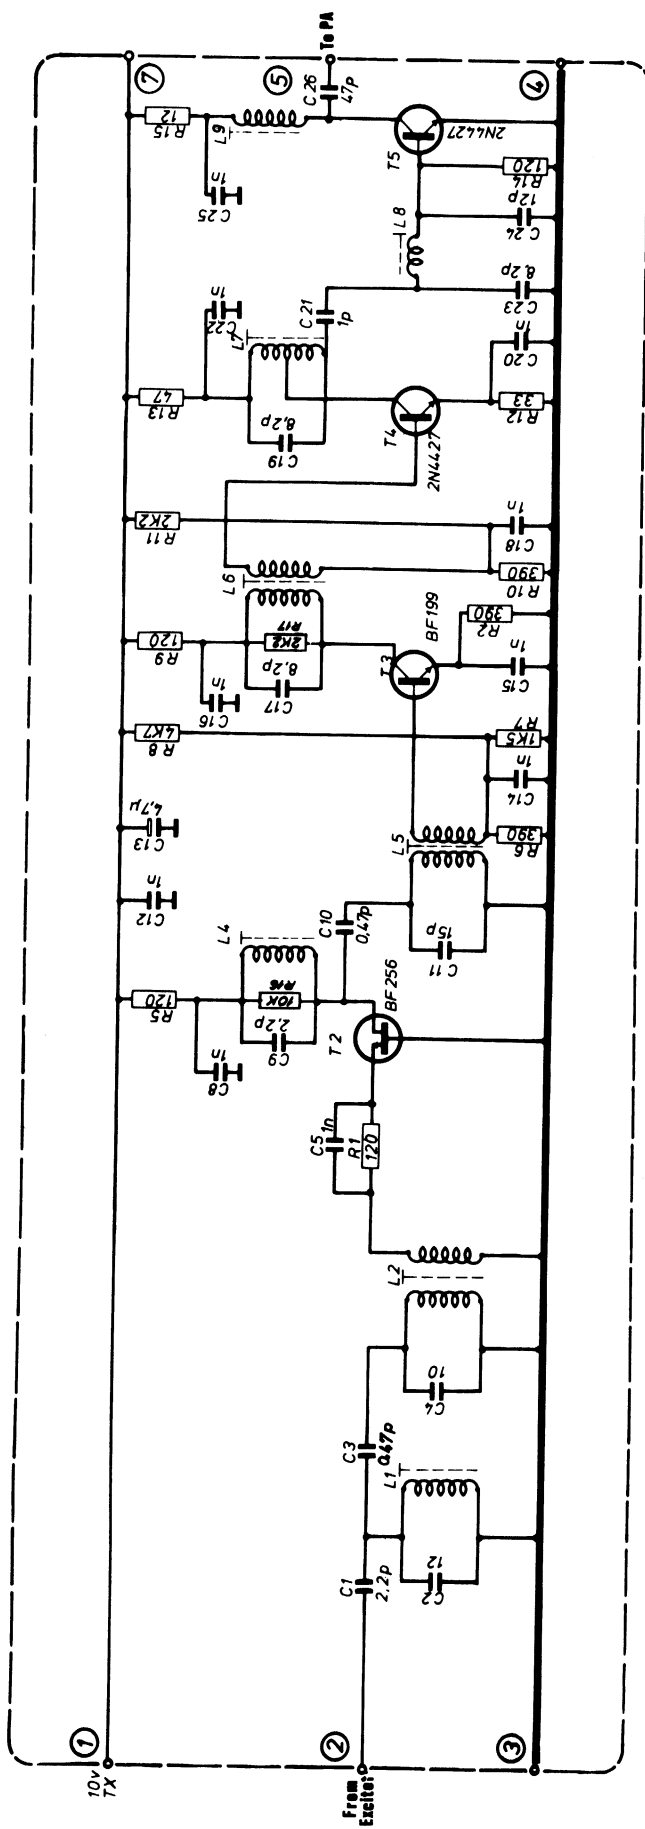 1
10v
TX
2
From
Exciter
3
C1
2,2p
C2
12
L1
C3
0,47p
C4
10
L2
C5
1n
R1
120
T2
BF256
C8
1n
R5
120
C9
2,2p
R16
10K
L4
C10
0,47p
C11
15p
L5
C12
1n
C13
4,7µ
R6
390
C14
1n
R7
1K5
R8
4K7
C16
1n
R9
120
C17
8,2p
R17
2K2
L6
T3
BF199
C15
1n
R2
390
R10
390
C18
1n
R11
2K2
T4
2N4427
C19
8,2p
L7
R13
47
C22
1n
C21
1p
R12
33
C20
1n
C23
8,2p
L8
C24
12p
R14
120
T5
2N4427
C25
1n
L9
R15
12
C26
47p
7
5
To PA
4